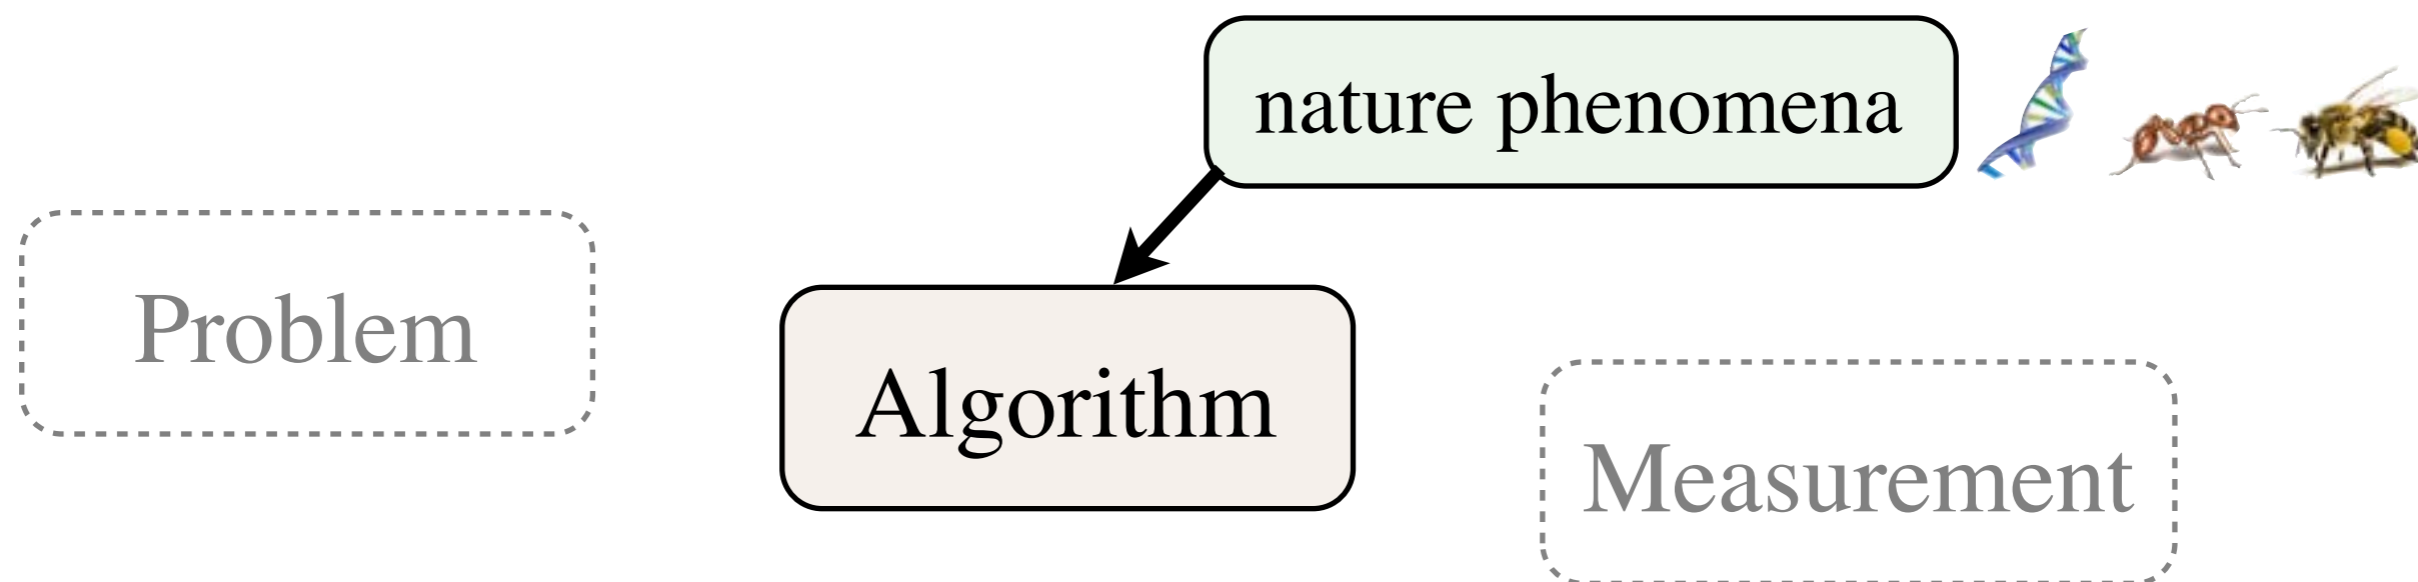 nature phenomena
Problem
Algorithm
Measurement